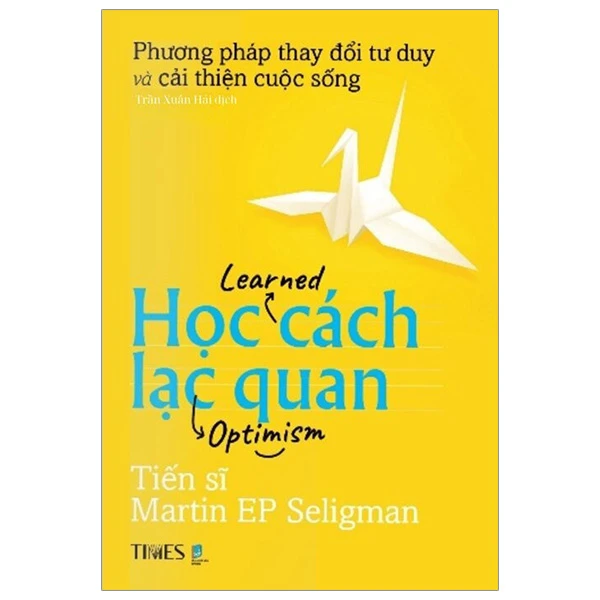 Phương pháp thay đổi tư duy
và cải thiện cuộc sống
Trần Xuân Hải dịch
Learned
Học cách
lạc quan
Optimism
Tiến sĩ
Martin EP Seligman
TIMES